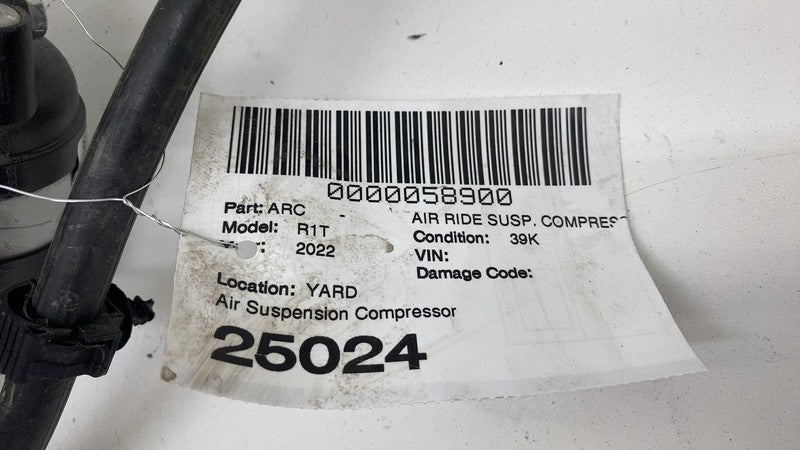 0000058900
Part: ARC - AIR RIDE SUSP. COMPRES
Model: R1T Condition: 39K
2022 VIN:
Damage Code:
Location: YARD
Air Suspension Compressor
25024